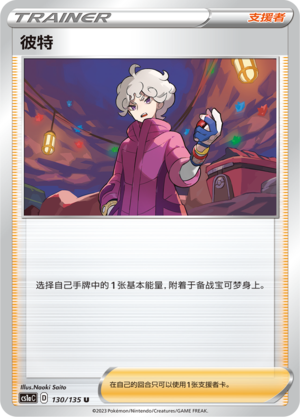 TRAINER 支援者
彼特
选择自己手牌中的1张基本能量，附着于备战宝可梦身上。
Illus.Naoki Saito
在自己的回合只可以使用1张支援者卡。
CS1aC D 130/135 U
©2023 Pokémon/Nintendo/Creatures/GAME FREAK.